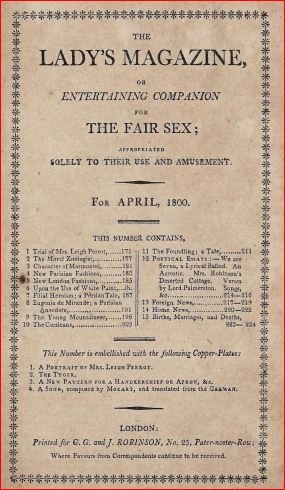 THE
LADY'S MAGAZINE,
OR
ENTERTAINING COMPANION
FOR
THE FAIR SEX;
APPROPRIATED
SOLELY TO THEIR USE AND AMUSEMENT.
FOR APRIL, 1800.
THIS NUMBER CONTAINS,
1 Trial of Mrs. Leigh Perrot,.....171
2 The Moral Zoologist,........177
3 Character of Marmontel,......181
4 New Parisian Fashions,......183
5 New London Fashions,......185
6 Upon the Use of White Paint,..ib.
7 Filial Heroism; a Persian Tale, 187
8 Eugenia de Mirande; a Parisian
Anecdote,..............191
9 The Young Mountaineer,....196
10 The Corsicans,..........203
11 The Foundling; a Tale,......211
12 POETICAL ESSAYS:—We are
Seven, a Lyrical Ballad. An
Acrostic. Mrs. Robinson's
Deserted Cottage. Verses
by Lord Palmerston. Song,
&c...............214—216
13 Foreign News,......217—219
14 Home News,......220—222
15 Births, Marriages, and Deaths,
223—224
This Number is embellished with the following Copper-Plates:
1. A PORTRAIT OF MRS. LEIGH PERROT.
2. THE TYGER.
3. A NEW PATTERN FOR A HANDKERCHIEF OR APRON, &c.
4. A SONG, composed by MOZART, and translated from the GERMAN.
LONDON:
Printed for G. G. and J. ROBINSON, No. 25, Pater-noster-Row;
Where Favours from Correspondents continue to be received.